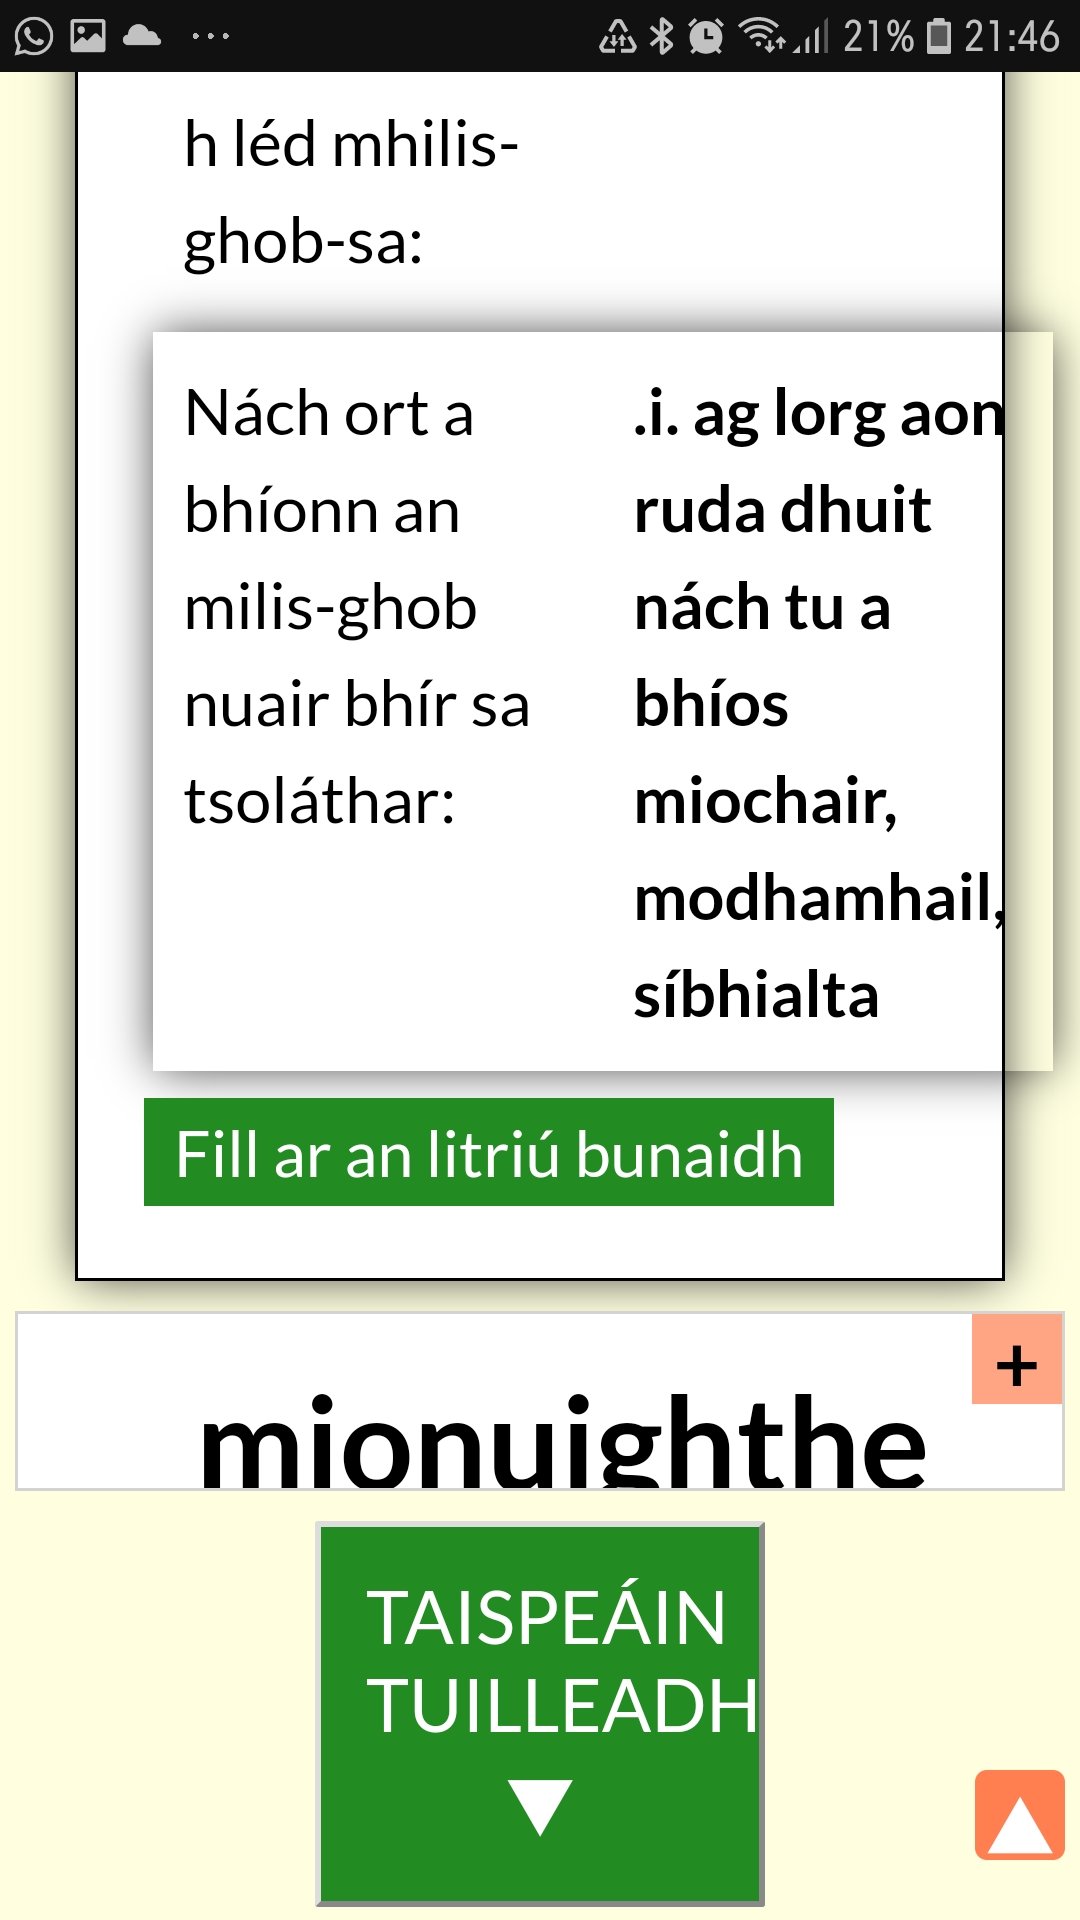 21% 21:46
h léd mhilis-
ghob-sa:
Nách ort a
bhíonn an
milis-ghob
nuair bhír sa
tsoláthar:
.i. ag lorg aon
ruda dhuit
nách tu a
bhíos
miochair,
modhamhail,
síbhialta
Fill ar an litriú bunaidh
+
mionuighthe
TAISPEÁIN
TUILLEADH